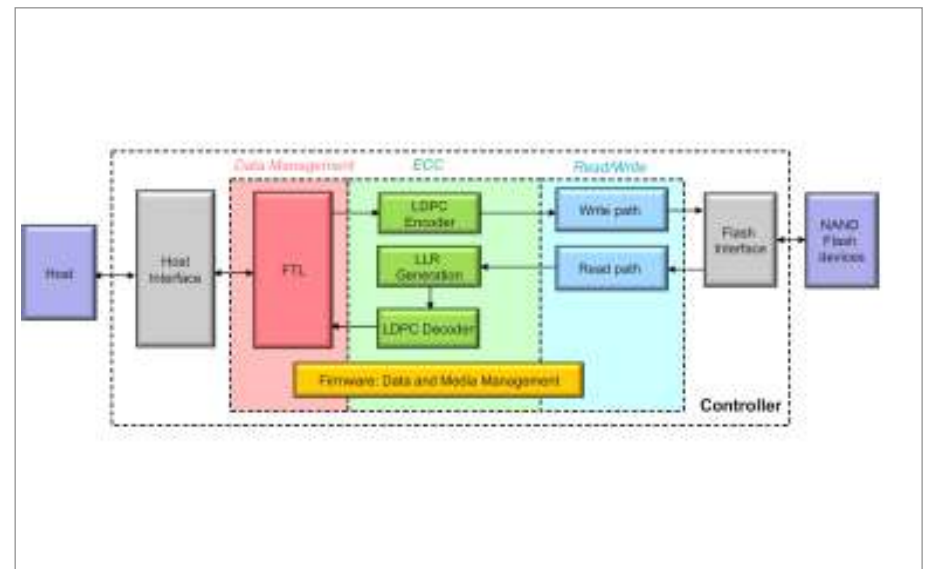 Data Management
ECC
Read/Write
Host
Host
Interface
FTL
LDPC
Encoder
LLR
Generation
LDPC Decoder
Write path
Read path
Flash
Interface
NAND
Flash
devices
Firmware: Data and Media Management
Controller